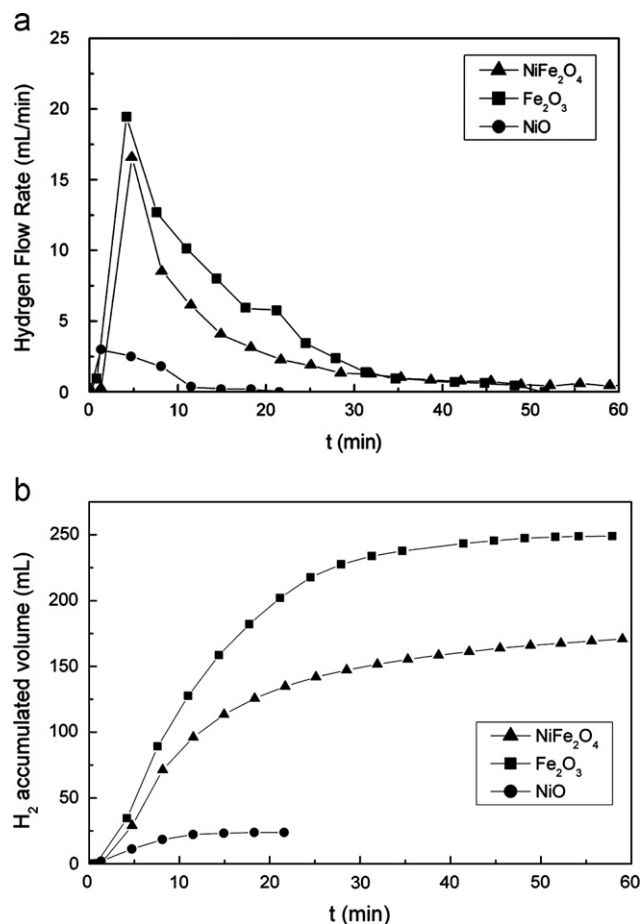 a
25
20
15
10
5
0
Hydrgen Flow Rate (mL/min)
NiFe₂O₄
Fe₂O₃
NiO
0 10 20 30 40 50 60
t (min)
b
250
200
150
100
50
25
0
H₂ accumulated volume (mL)
NiFe₂O₄
Fe₂O₃
NiO
0 10 20 30 40 50 60
t (min)